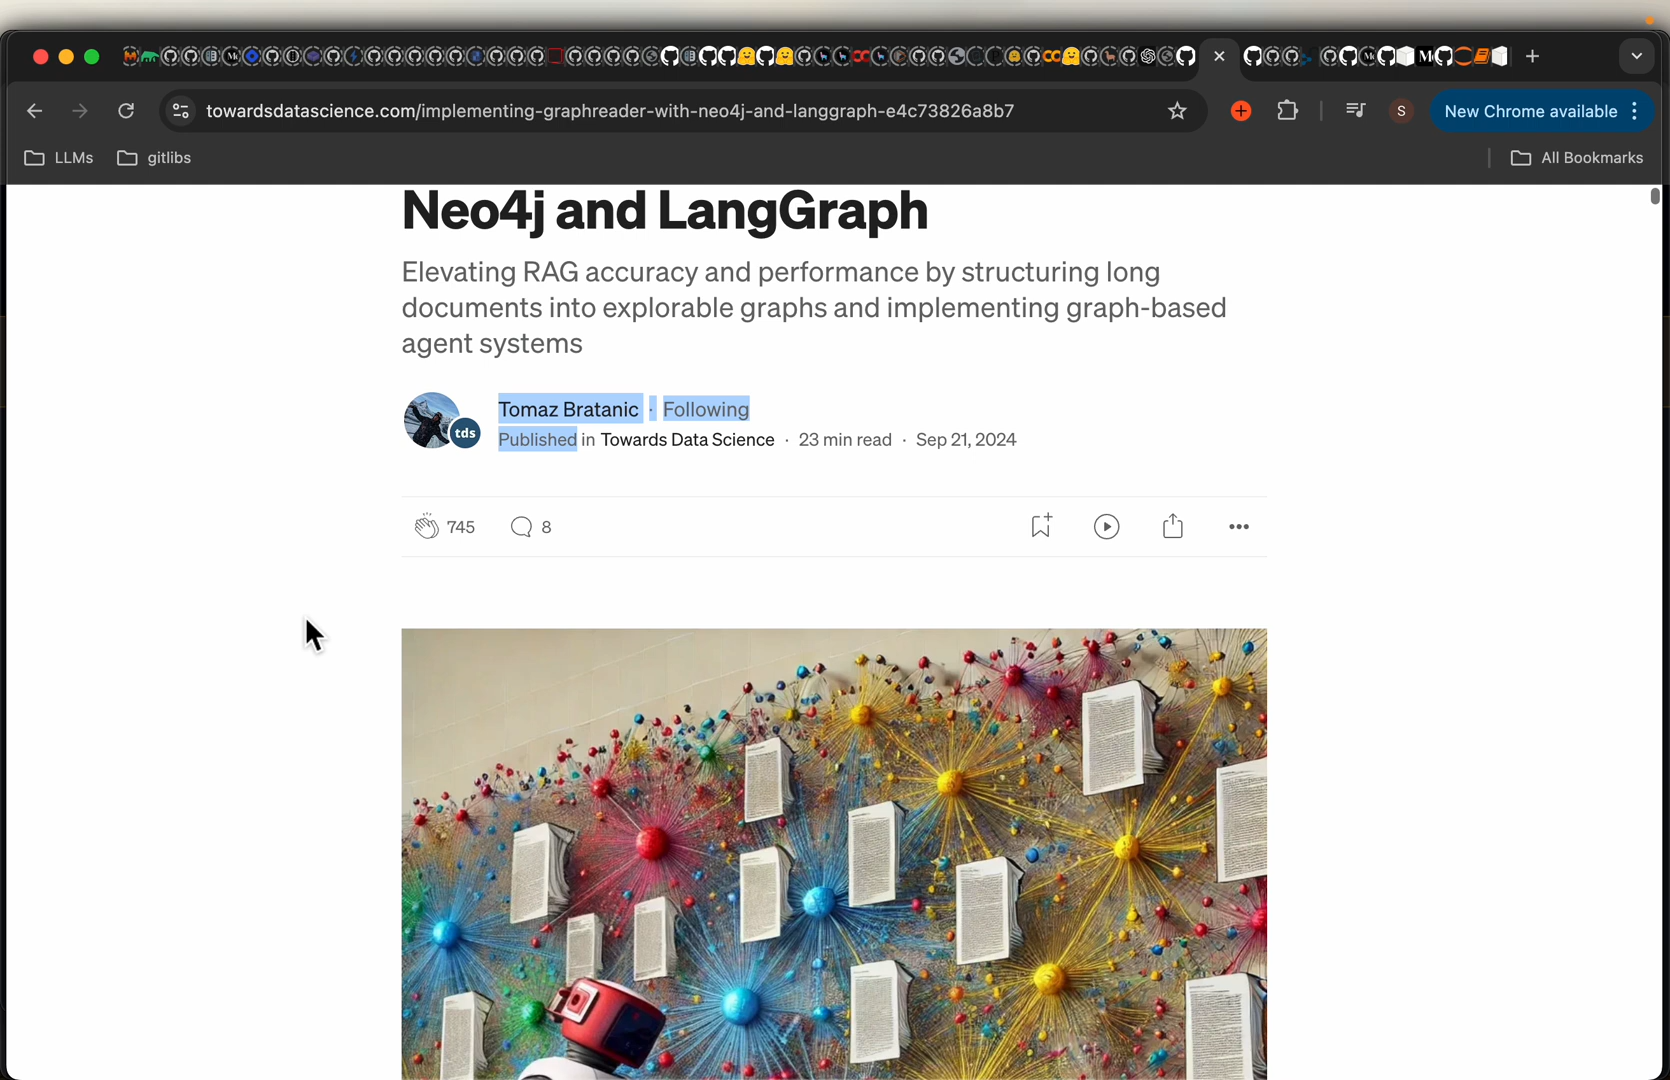 towardsdatascience.com/implementing-graphreader-with-neo4j-and-langgraph-e4c73826a8b7
S
New Chrome available
LLMs
gitlibs
All Bookmarks
Neo4j and LangGraph
Elevating RAG accuracy and performance by structuring long
documents into explorable graphs and implementing graph-based
agent systems
Tomaz Bratanic · Following
tds
Published in Towards Data Science · 23 min read · Sep 21, 2024
745
8